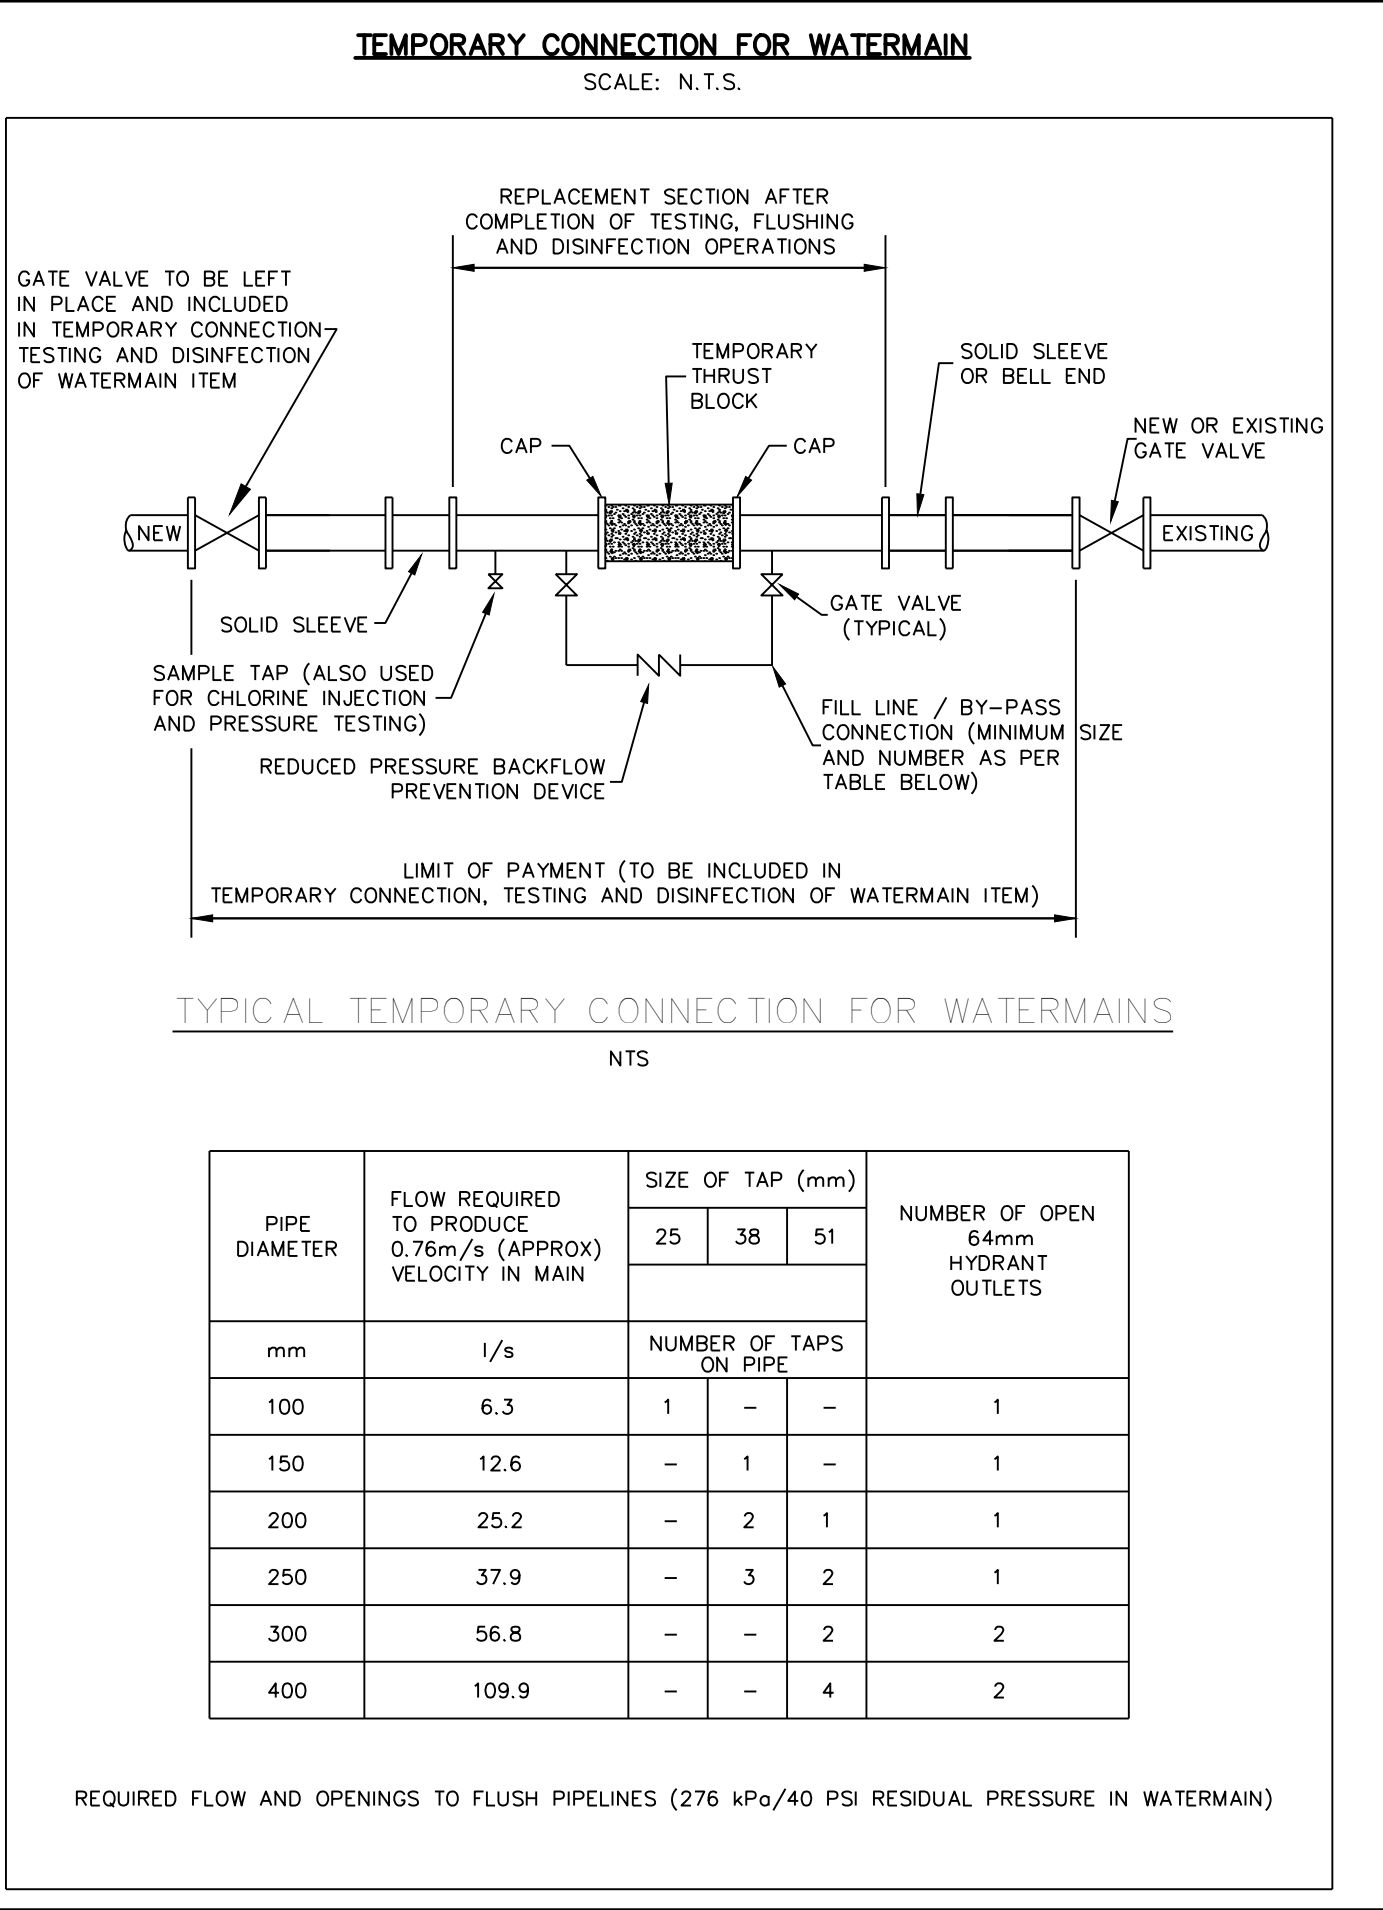 TEMPORARY CONNECTION FOR WATERMAIN
SCALE: N.T.S.
REPLACEMENT SECTION AFTER
COMPLETION OF TESTING, FLUSHING
AND DISINFECTION OPERATIONS
GATE VALVE TO BE LEFT
IN PLACE AND INCLUDED
IN TEMPORARY CONNECTION
TESTING AND DISINFECTION
OF WATERMAIN ITEM
TEMPORARY
THRUST
BLOCK
SOLID SLEEVE
OR BELL END
NEW OR EXISTING
GATE VALVE
CAP
CAP
NEW
EXISTING
SOLID SLEEVE
GATE VALVE
(TYPICAL)
SAMPLE TAP (ALSO USED
FOR CHLORINE INJECTION
AND PRESSURE TESTING)
REDUCED PRESSURE BACKFLOW
PREVENTION DEVICE
FILL LINE / BY-PASS
CONNECTION (MINIMUM SIZE
AND NUMBER AS PER
TABLE BELOW)
LIMIT OF PAYMENT (TO BE INCLUDED IN
TEMPORARY CONNECTION, TESTING AND DISINFECTION OF WATERMAIN ITEM)
TYPICAL TEMPORARY CONNECTION FOR WATERMAINS
NTS
PIPE
DIAMETER
FLOW REQUIRED
TO PRODUCE
0.76m/s (APPROX)
VELOCITY IN MAIN
SIZE OF TAP (mm)
25 38 51
NUMBER OF OPEN
64mm
HYDRANT
OUTLETS
mm l/s
NUMBER OF TAPS
ON PIPE
100 6.3 1 - - 1
150 12.6 - 1 - 1
200 25.2 - 2 1 1
250 37.9 - 3 2 1
300 56.8 - - 2 2
400 109.9 - - 4 2
REQUIRED FLOW AND OPENINGS TO FLUSH PIPELINES (276 kPa/40 PSI RESIDUAL PRESSURE IN WATERMAIN)